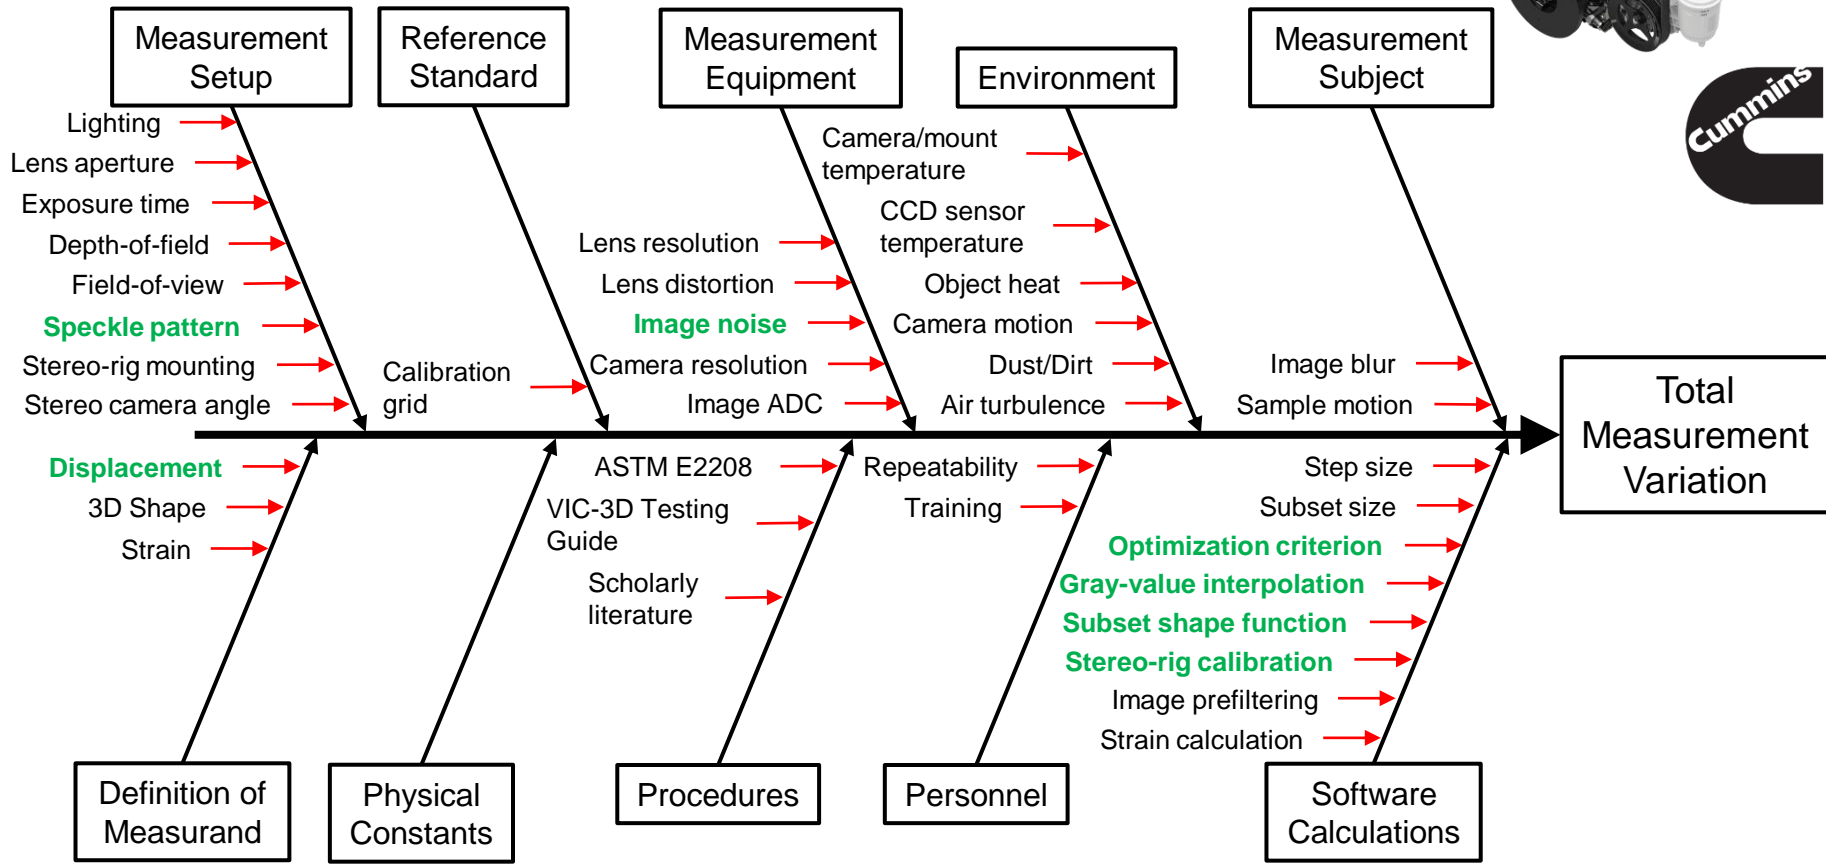 Measurement
Setup
Reference
Standard
Measurement
Equipment
Environment
Measurement
Subject
Cummins
Lighting
Lens aperture
Exposure time
Depth-of-field
Field-of-view
Speckle pattern
Stereo-rig mounting
Stereo camera angle
Calibration
grid
Lens resolution
Lens distortion
Image noise
Camera resolution
Image ADC
Camera/mount
temperature
CCD sensor
temperature
Object heat
Camera motion
Dust/Dirt
Air turbulence
Image blur
Sample motion
Total
Measurement
Variation
Displacement
3D Shape
Strain
ASTM E2208
VIC-3D Testing
Guide
Scholarly
literature
Repeatability
Training
Step size
Subset size
Optimization criterion
Gray-value interpolation
Subset shape function
Stereo-rig calibration
Image prefiltering
Strain calculation
Definition of
Measurand
Physical
Constants
Procedures
Personnel
Software
Calculations